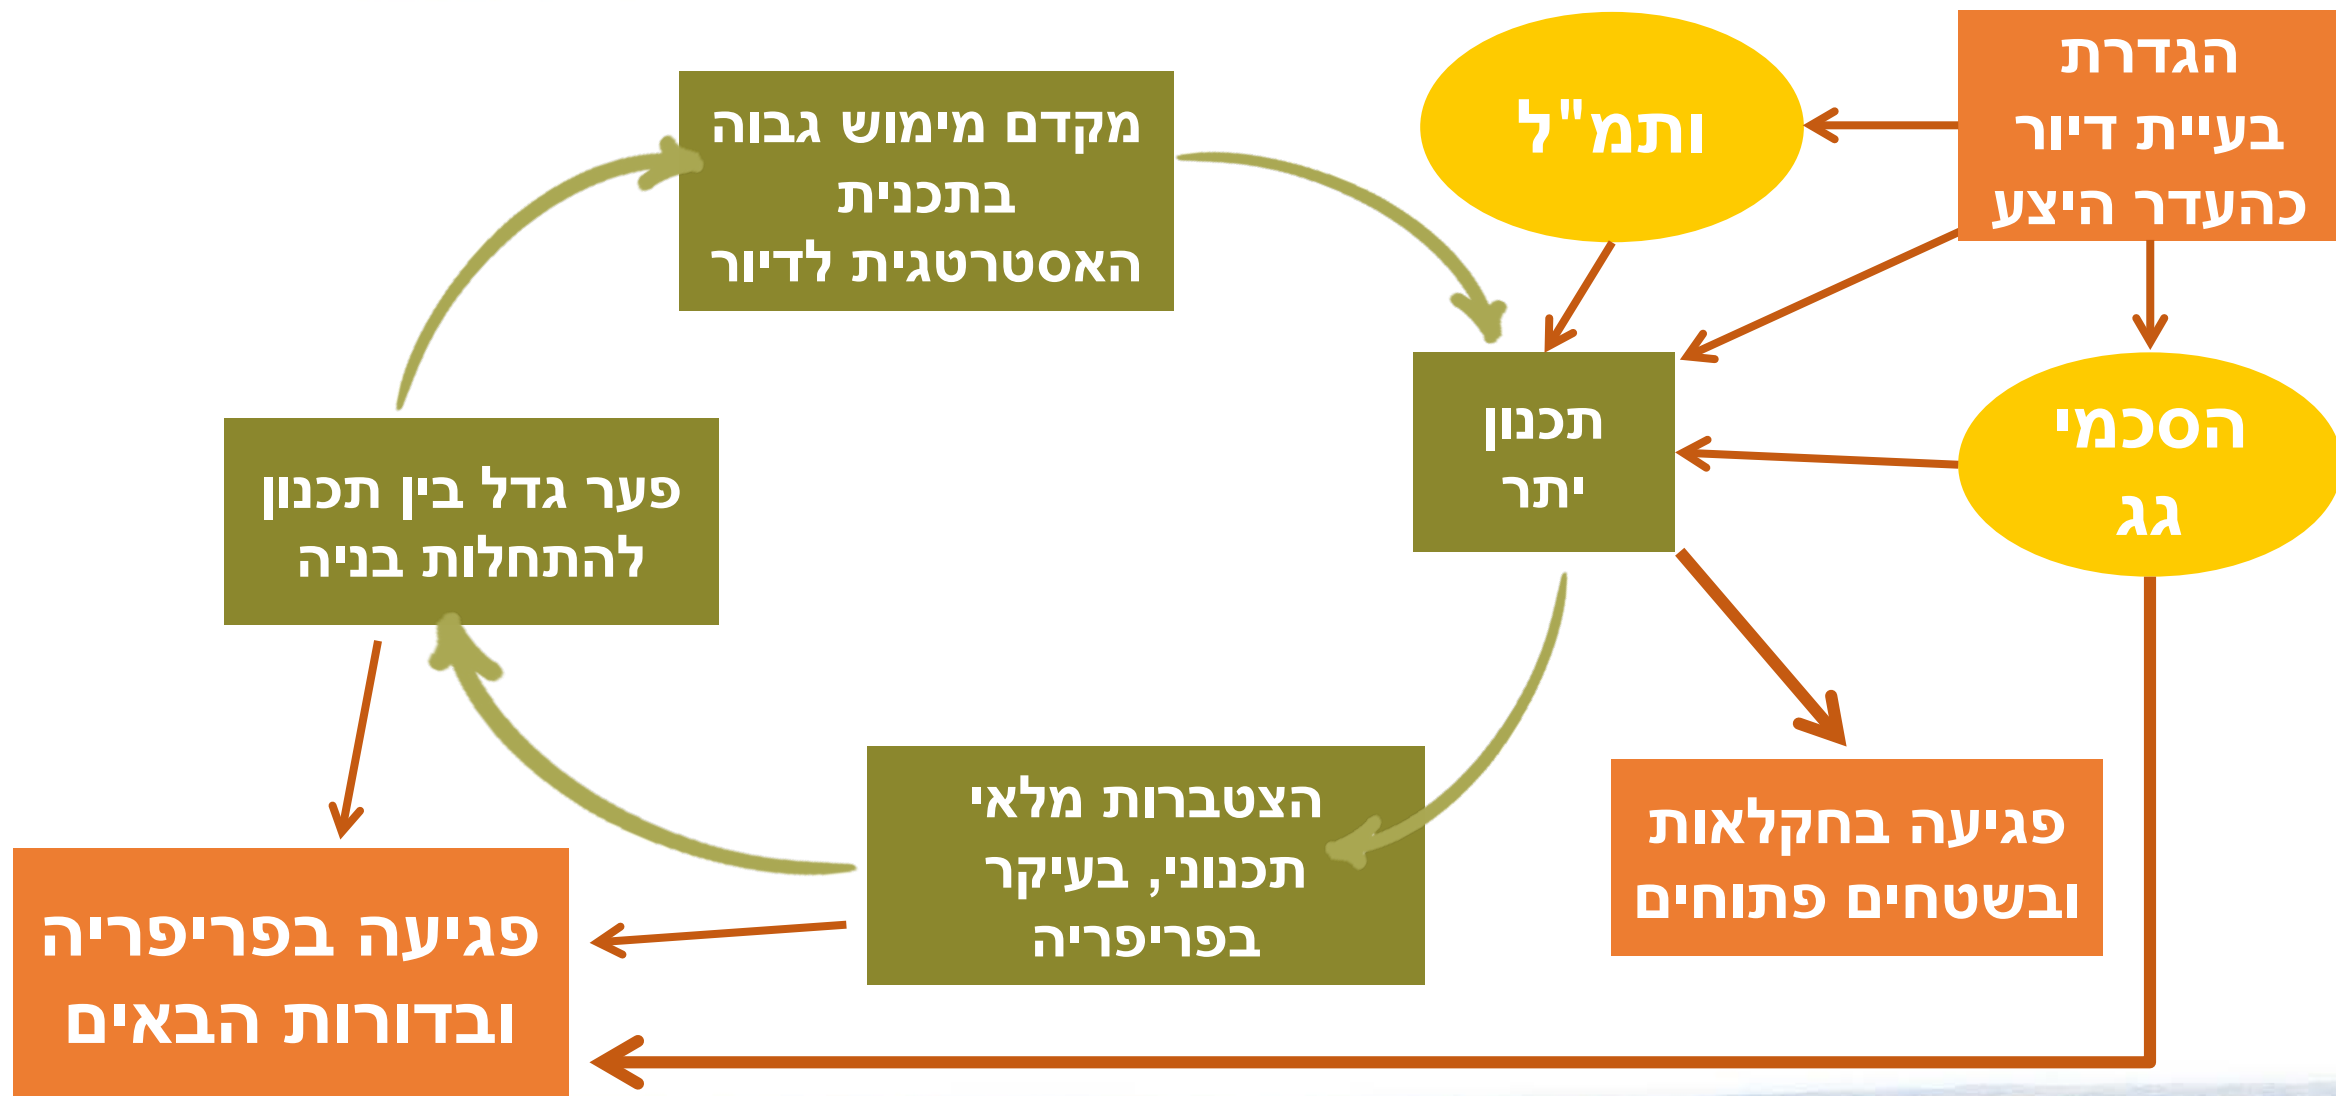 הגדרת
בעיית דיור
כהעדר היצע
ותמ"ל
מקדם מימוש גבוה
בתכנית
האסטרטגית לדיור
הסכמי
גג
תכנון
יתר
פער גדל בין תכנון
להתחלות בניה
פגיעה בחקלאות
ובשטחים פתוחים
הצטברות מלאי
תכנוני, בעיקר
בפריפריה
פגיעה בפריפריה
ובדורות הבאים